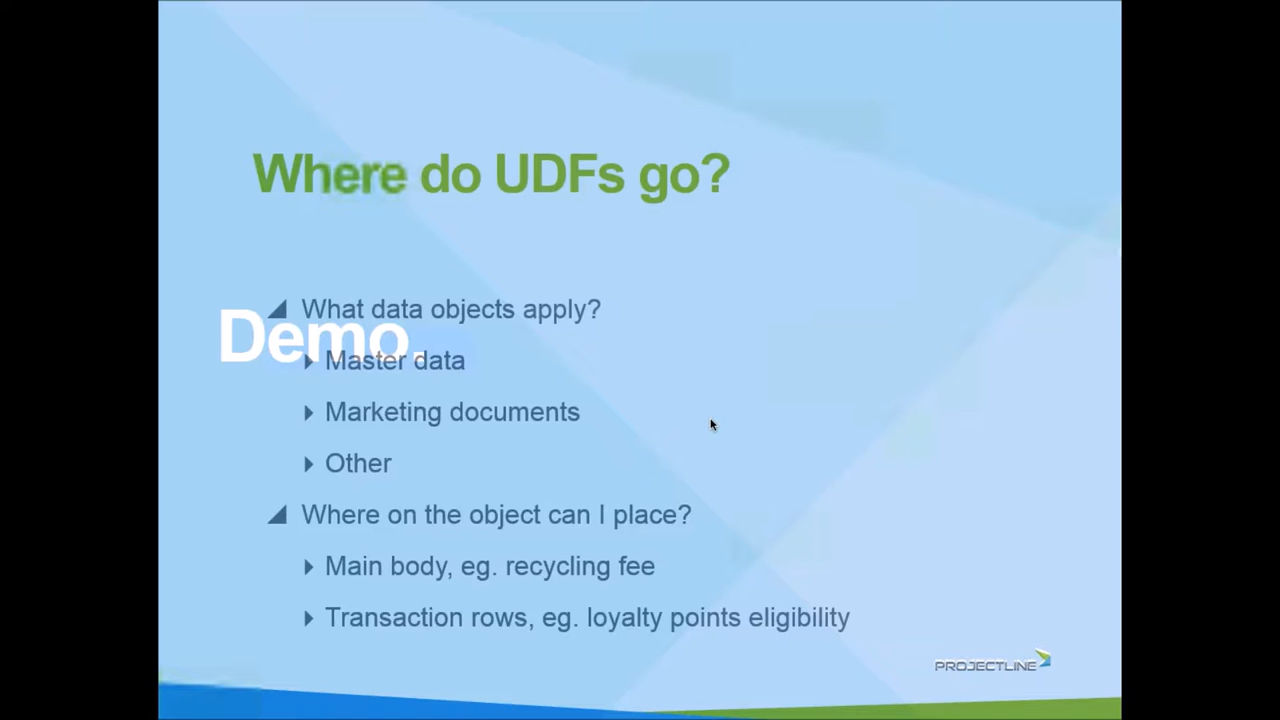 Where do UDFs go?
What data objects apply?
Demo.
Master data
Marketing documents
Other
Where on the object can I place?
Main body, eg. recycling fee
Transaction rows, eg. loyalty points eligibility
PROJECTLINE